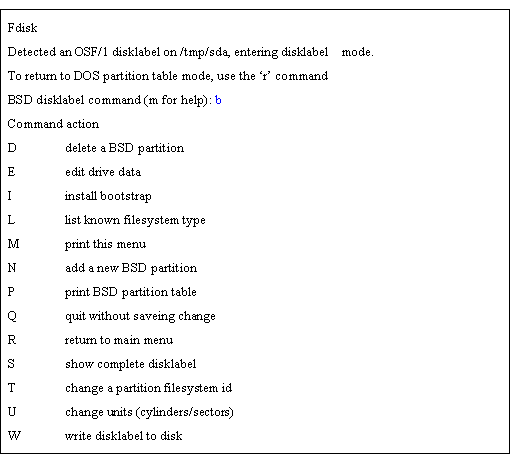 Fdisk
Detected an OSF/1 disklabel on /tmp/sda, entering disklabel mode.
To return to DOS partition table mode, use the ‘r’ command
BSD disklabel command (m for help): b
Command action
D delete a BSD partition
E edit drive data
I install bootstrap
L list known filesystem type
M print this menu
N add a new BSD partition
P print BSD partition table
Q quit without saveing change
R return to main menu
S show complete disklabel
T change a partition filesystem id
U change units (cylinders/sectors)
W write disklabel to disk